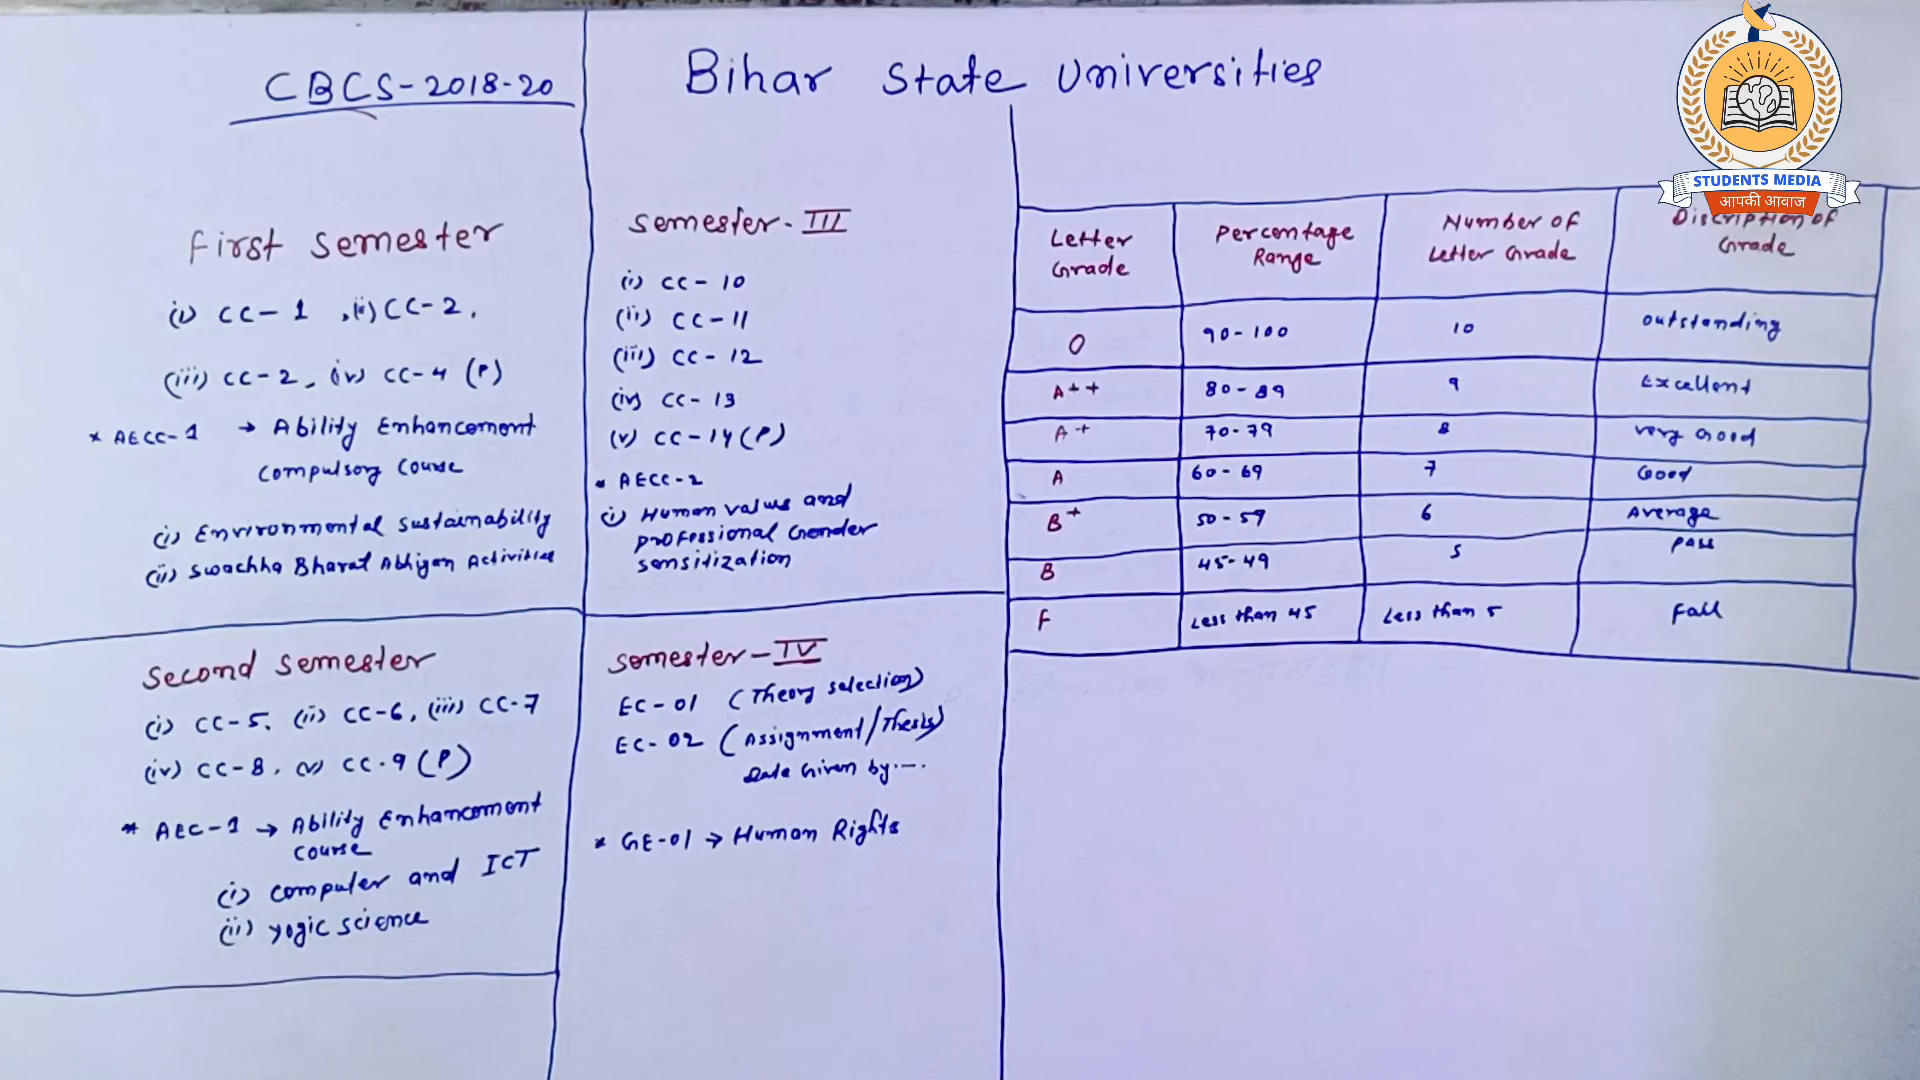 CBCS-2018-20
Bihar State Universities
STUDENTS MEDIA
आपकी आवाज
First Semester
(i) CC-1 , (ii) CC-2,
(iii) CC-2, (iv) CC-4 (P)
* AECC-1 → Ability Enhancement
Compulsory Course
(i) Environmental Sustainability
(ii) Swachha Bharat Abhiyan Activities
Second Semester
(i) CC-5, (ii) CC-6, (iii) CC-7
(iv) CC-8, (v) CC-9 (P)
* AEC-1 → Ability Enhancement
Course
(i) Computer and ICT
(ii) Yogic Science
Semester-III
(i) CC-10
(ii) CC-11
(iii) CC-12
(iv) CC-13
(v) CC-14 (P)
* AECC-2
(i) Human values and
professional Gender
sensitization
Semester-IV
EC-01 (Theory selection)
EC-02 (Assignment/Thesis)
Date Given by...
* GE-01 → Human Rights
Letter Grade | Percentage Range | Number of Letter Grade | Discription of Grade
O | 90-100 | 10 | outstanding
A++ | 80-89 | 9 | Excellent
A+ | 70-79 | 8 | very Good
A | 60-69 | 7 | Good
B+ | 50-59 | 6 | Average
B | 45-49 | 5 | PASS
F | Less than 45 | Less than 5 | Fail